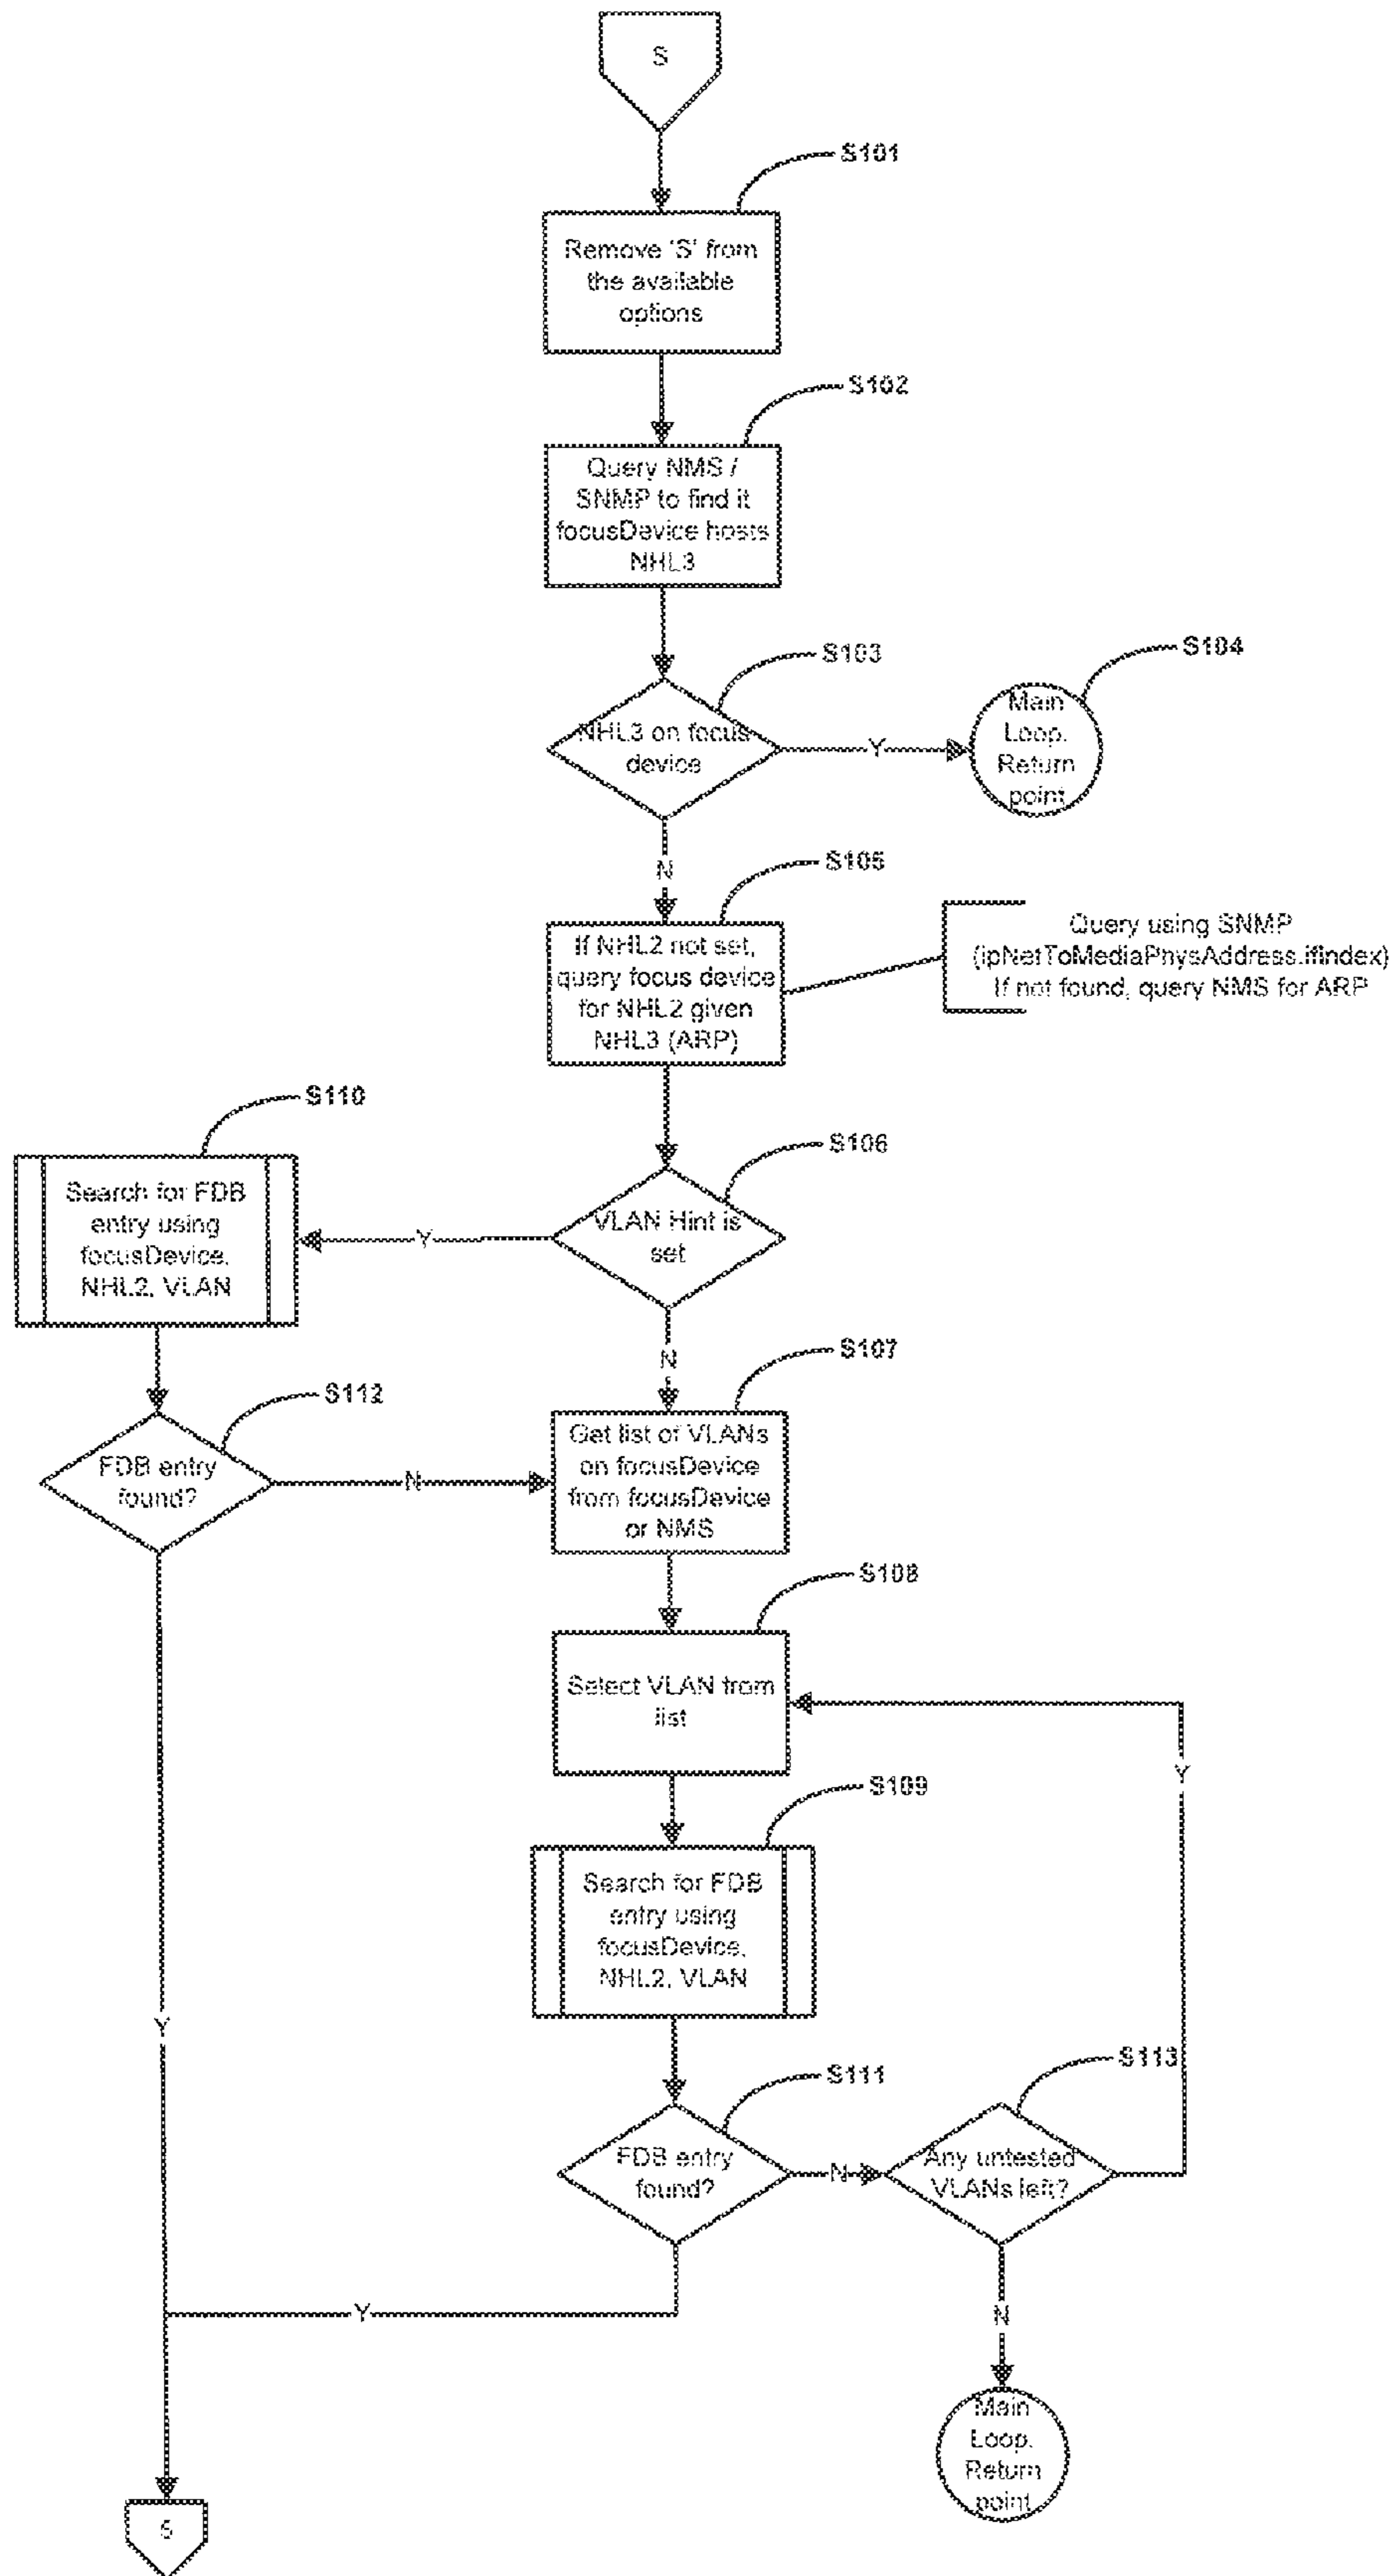 S
S101
Remove 'S' from
the available
options
S102
Query NMS /
SNMP to find it
focusDevice hosts
NHL3
S103
NHL3 on focus
device
Y
S104
Main
Loop.
Return
point
N
S105
If NHL2 not set,
query focus device
for NHL2 given
NHL3 (ARP)
Query using SNMP
(ipNetToMediaPhysAddress.ifIndex)
If not found, query NMS for ARP
S106
VLAN Hint is
set
Y
S110
Search for FDB
entry using
focusDevice,
NHL2, VLAN
N
S107
Get list of VLANs
on focusDevice
from focusDevice
or NMS
S112
FDB entry
found?
N
S108
Select VLAN from
list
Y
S109
Search for FDB
entry using
focusDevice,
NHL2, VLAN
Y
S111
FDB entry
found?
N
S113
Any untested
VLANs left?
Y
N
Main
Loop.
Return
point